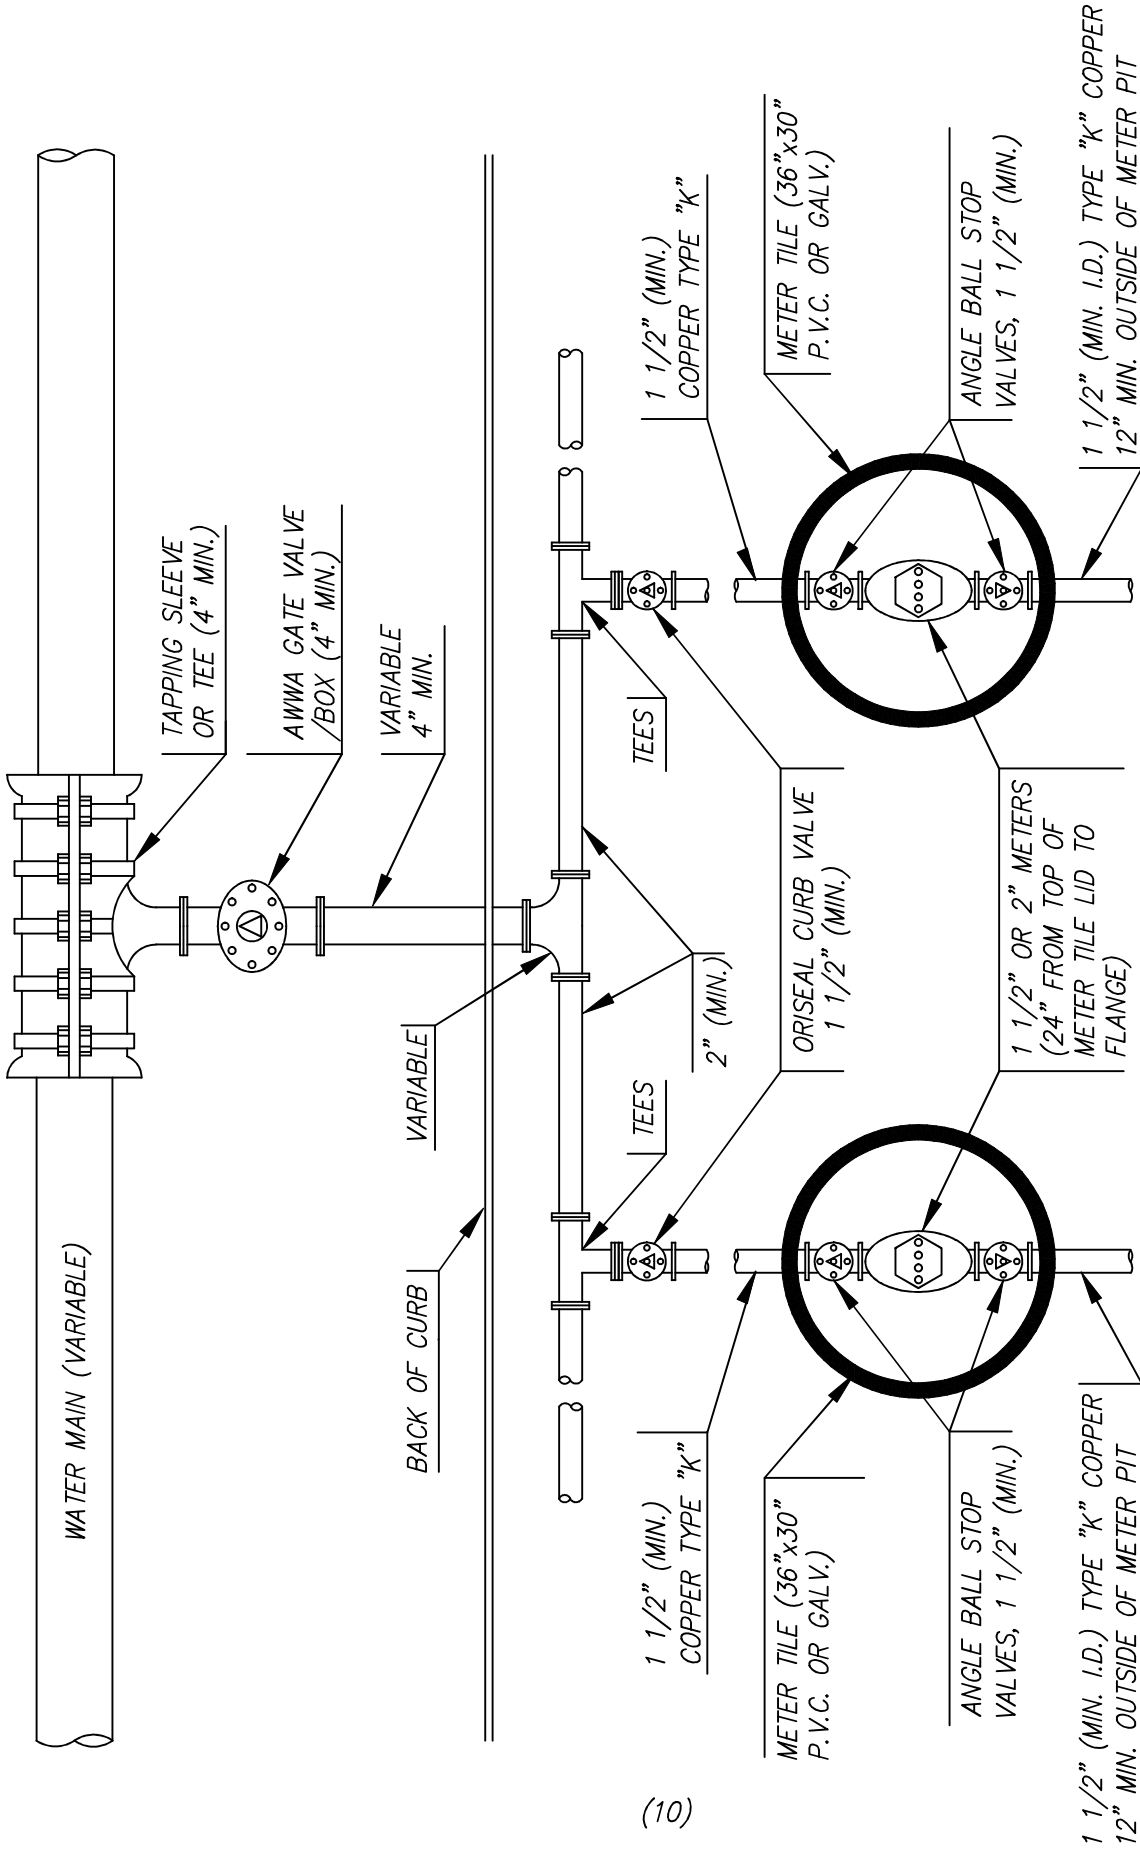 WATER MAIN (VARIABLE)
TAPPING SLEEVE
OR TEE (4" MIN.)
AWWA GATE VALVE
/BOX (4" MIN.)
VARIABLE
4" MIN.
VARIABLE
BACK OF CURB
TEES
TEES
2" (MIN.)
1 1/2" (MIN.)
COPPER TYPE "K"
1 1/2" (MIN.)
COPPER TYPE "K"
ORISEAL CURB VALVE
1 1/2" (MIN.)
METER TILE (36"x30"
P.V.C. OR GALV.)
METER TILE (36"x30"
P.V.C. OR GALV.)
ANGLE BALL STOP
VALVES, 1 1/2" (MIN.)
ANGLE BALL STOP
VALVES, 1 1/2" (MIN.)
1 1/2" OR 2" METERS
(24" FROM TOP OF
METER TILE LID TO
FLANGE)
1 1/2" (MIN. I.D.) TYPE "K" COPPER
12" MIN. OUTSIDE OF METER PIT
1 1/2" (MIN. I.D.) TYPE "K" COPPER
12" MIN. OUTSIDE OF METER PIT
(10)